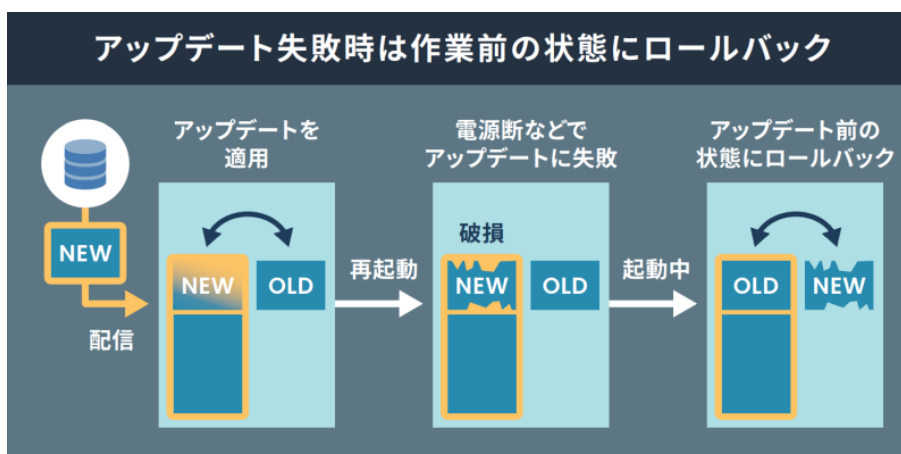 アップデート失敗時は作業前の状態にロールバック
アップデートを
適用
電源断などで
アップデートに失敗
アップデート前の
状態にロールバック
NEW
配信
NEW
OLD
再起動
破損
NEW
OLD
起動中
OLD
NEW